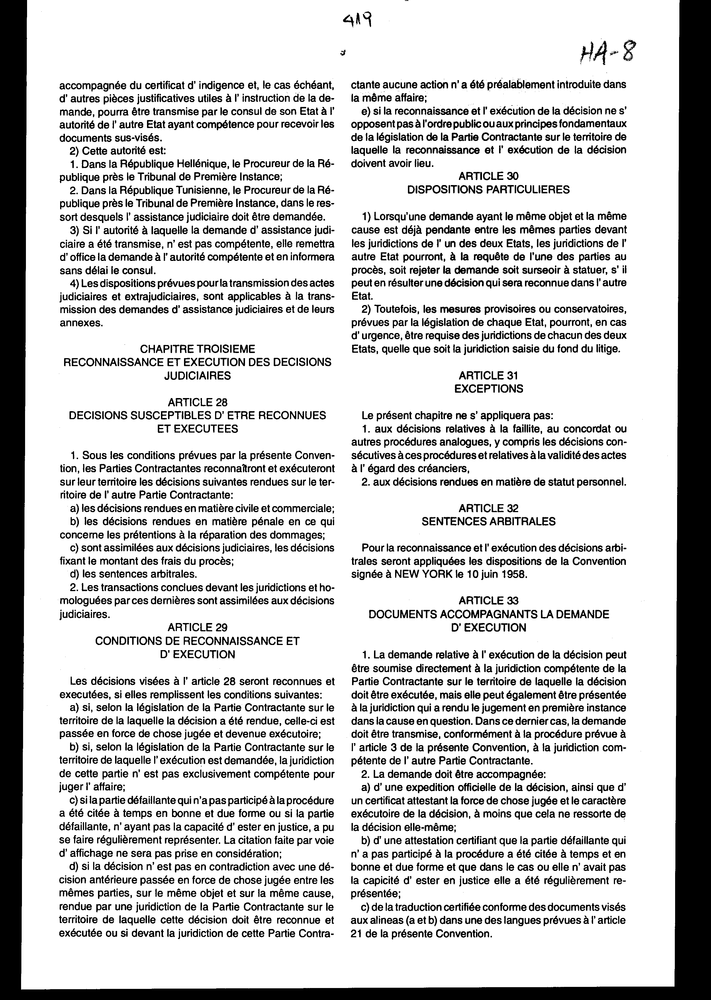 419
HA-8
accompagnée du certificat d' indigence et, le cas échéant,
d' autres pièces justificatives utiles à l' instruction de la de-
mande, pourra être transmise par le consul de son Etat à l'
autorité de l' autre Etat ayant compétence pour recevoir les
documents sus-visés.
2) Cette autorité est:
1. Dans la République Hellénique, le Procureur de la Ré-
publique près le Tribunal de Première Instance;
2. Dans la République Tunisienne, le Procureur de la Ré-
publique près le Tribunal de Première Instance, dans le res-
sort desquels l' assistance judiciaire doit être demandée.
3) Si l' autorité à laquelle la demande d' assistance judi-
ciaire a été transmise, n' est pas compétente, elle remettra
d' office la demande à l' autorité compétente et en informera
sans délai le consul.
4) Les dispositions prévues pour la transmission des actes
judiciaires et extrajudiciaires, sont applicables à la trans-
mission des demandes d' assistance judiciaires et de leurs
annexes.
CHAPITRE TROISIEME
RECONNAISSANCE ET EXECUTION DES DECISIONS
JUDICIAIRES
ARTICLE 28
DECISIONS SUSCEPTIBLES D' ETRE RECONNUES
ET EXECUTEES
1. Sous les conditions prévues par la présente Conven-
tion, les Parties Contractantes reconnaîtront et exécuteront
sur leur territoire les décisions suivantes rendues sur le ter-
ritoire de l' autre Partie Contractante:
a) les décisions rendues en matière civile et commerciale;
b) les décisions rendues en matière pénale en ce qui
concerne les prétentions à la réparation des dommages;
c) sont assimilées aux décisions judiciaires, les décisions
fixant le montant des frais du procès;
d) les sentences arbitrales.
2. Les transactions conclues devant les juridictions et ho-
mologuées par ces dernières sont assimilées aux décisions
judiciaires.
ARTICLE 29
CONDITIONS DE RECONNAISSANCE ET
D' EXECUTION
Les décisions visées à l' article 28 seront reconnues et
executées, si elles remplissent les conditions suivantes:
a) si, selon la législation de la Partie Contractante sur le
territoire de la laquelle la décision a été rendue, celle-ci est
passée en force de chose jugée et devenue exécutoire;
b) si, selon la législation de la Partie Contractante sur le
territoire de laquelle l' exécution est demandée, la juridiction
de cette partie n' est pas exclusivement compétente pour
juger l' affaire;
c) si la partie défaillante qui n'a pas participé à la procédure
a été citée à temps en bonne et due forme ou si la partie
défaillante, n' ayant pas la capacité d' ester en justice, a pu
se faire régulièrement représenter. La citation faite par voie
d' affichage ne sera pas prise en considération;
d) si la décision n' est pas en contradiction avec une dé-
cision antérieure passée en force de chose jugée entre les
mêmes parties, sur le même objet et sur la même cause,
rendue par une juridiction de la Partie Contractante sur le
territoire de laquelle cette décision doit être reconnue et
exécutée ou si devant la juridiction de cette Partie Contra-
ctante aucune action n' a été préalablement introduite dans
la même affaire;
e) si la reconnaissance et l' exécution de la décision ne s'
opposent pas à l'ordre public ou aux principes fondamentaux
de la législation de la Partie Contractante sur le territoire de
laquelle la reconnaissance et l' exécution de la décision
doivent avoir lieu.
ARTICLE 30
DISPOSITIONS PARTICULIERES
1) Lorsqu'une demande ayant le même objet et la même
cause est déjà pendante entre les mêmes parties devant
les juridictions de l' un des deux Etats, les juridictions de l'
autre Etat pourront, à la requête de l'une des parties au
procès, soit rejeter la demande soit surseoir à statuer, s' il
peut en résulter une décision qui sera reconnue dans l' autre
Etat.
2) Toutefois, les mesures provisoires ou conservatoires,
prévues par la législation de chaque Etat, pourront, en cas
d' urgence, être requise des juridictions de chacun des deux
Etats, quelle que soit la juridiction saisie du fond du litige.
ARTICLE 31
EXCEPTIONS
Le présent chapitre ne s' appliquera pas:
1. aux décisions relatives à la faillite, au concordat ou
autres procédures analogues, y compris les décisions con-
sécutives à ces procédures et relatives à la validité des actes
à l' égard des créanciers,
2. aux décisions rendues en matière de statut personnel.
ARTICLE 32
SENTENCES ARBITRALES
Pour la reconnaissance et l' exécution des décisions arbi-
trales seront appliquées les dispositions de la Convention
signée à NEW YORK le 10 juin 1958.
ARTICLE 33
DOCUMENTS ACCOMPAGNANTS LA DEMANDE
D' EXECUTION
1. La demande relative à l' exécution de la décision peut
être soumise directement à la juridiction compétente de la
Partie Contractante sur le territoire de laquelle la décision
doit être exécutée, mais elle peut également être présentée
à la juridiction qui a rendu le jugement en première instance
dans la cause en question. Dans ce dernier cas, la demande
doit être transmise, conformément à la procédure prévue à
l' article 3 de la présente Convention, à la juridiction com-
pétente de l' autre Partie Contractante.
2. La demande doit être accompagnée:
a) d' une expedition officielle de la décision, ainsi que d'
un certificat attestant la force de chose jugée et le caractère
exécutoire de la décision, à moins que cela ne ressorte de
la décision elle-même;
b) d' une attestation certifiant que la partie défaillante qui
n' a pas participé à la procédure a été citée à temps et en
bonne et due forme et que dans le cas ou elle n' avait pas
la capicité d' ester en justice elle a été régulièrement re-
présentée;
c) de la traduction certifiée conforme des documents visés
aux alineas (a et b) dans une des langues prévues à l' article
21 de la présente Convention.